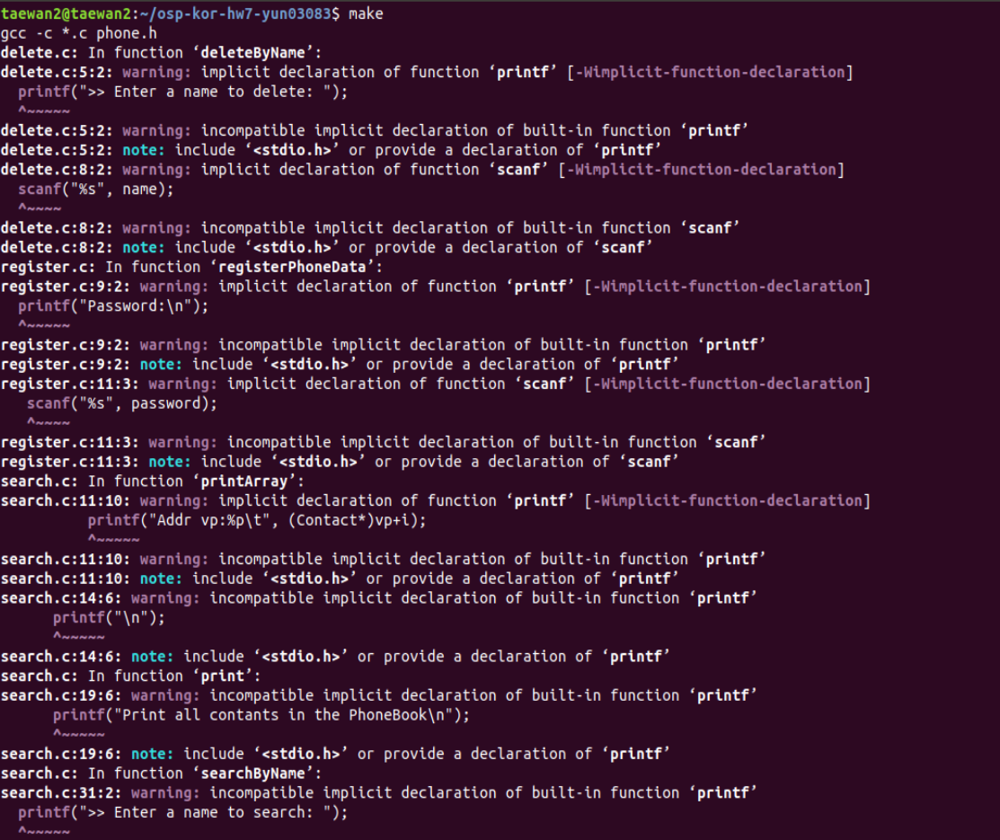 taewan2@taewan2:~/osp-kor-hw7-yun03083$ make
gcc -c *.c phone.h
delete.c: In function ‘deleteByName’:
delete.c:5:2: warning: implicit declaration of function ‘printf’ [-Wimplicit-function-declaration]
  printf(">> Enter a name to delete: ");
  ^~~~~~
delete.c:5:2: warning: incompatible implicit declaration of built-in function ‘printf’
delete.c:5:2: note: include ‘<stdio.h>’ or provide a declaration of ‘printf’
delete.c:8:2: warning: implicit declaration of function ‘scanf’ [-Wimplicit-function-declaration]
  scanf("%s", name);
  ^~~~~
delete.c:8:2: warning: incompatible implicit declaration of built-in function ‘scanf’
delete.c:8:2: note: include ‘<stdio.h>’ or provide a declaration of ‘scanf’
register.c: In function ‘registerPhoneData’:
register.c:9:2: warning: implicit declaration of function ‘printf’ [-Wimplicit-function-declaration]
  printf("Password:\n");
  ^~~~~~
register.c:9:2: warning: incompatible implicit declaration of built-in function ‘printf’
register.c:9:2: note: include ‘<stdio.h>’ or provide a declaration of ‘printf’
register.c:11:3: warning: implicit declaration of function ‘scanf’ [-Wimplicit-function-declaration]
   scanf("%s", password);
   ^~~~~
register.c:11:3: warning: incompatible implicit declaration of built-in function ‘scanf’
register.c:11:3: note: include ‘<stdio.h>’ or provide a declaration of ‘scanf’
search.c: In function ‘printArray’:
search.c:11:10: warning: implicit declaration of function ‘printf’ [-Wimplicit-function-declaration]
          printf("Addr vp:%p\t", (Contact*)vp+i);
          ^~~~~~
search.c:11:10: warning: incompatible implicit declaration of built-in function ‘printf’
search.c:11:10: note: include ‘<stdio.h>’ or provide a declaration of ‘printf’
search.c:14:6: warning: incompatible implicit declaration of built-in function ‘printf’
      printf("\n");
      ^~~~~~
search.c:14:6: note: include ‘<stdio.h>’ or provide a declaration of ‘printf’
search.c: In function ‘print’:
search.c:19:6: warning: incompatible implicit declaration of built-in function ‘printf’
      printf("Print all contants in the PhoneBook\n");
      ^~~~~~
search.c:19:6: note: include ‘<stdio.h>’ or provide a declaration of ‘printf’
search.c: In function ‘searchByName’:
search.c:31:2: warning: incompatible implicit declaration of built-in function ‘printf’
  printf(">> Enter a name to search: ");
  ^~~~~~